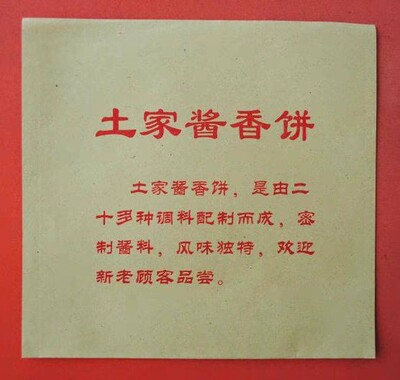 土家酱香饼
土家酱香饼，是由二
十多种调料配制而成，密
制酱料，风味独特，欢迎
新老顾客品尝。